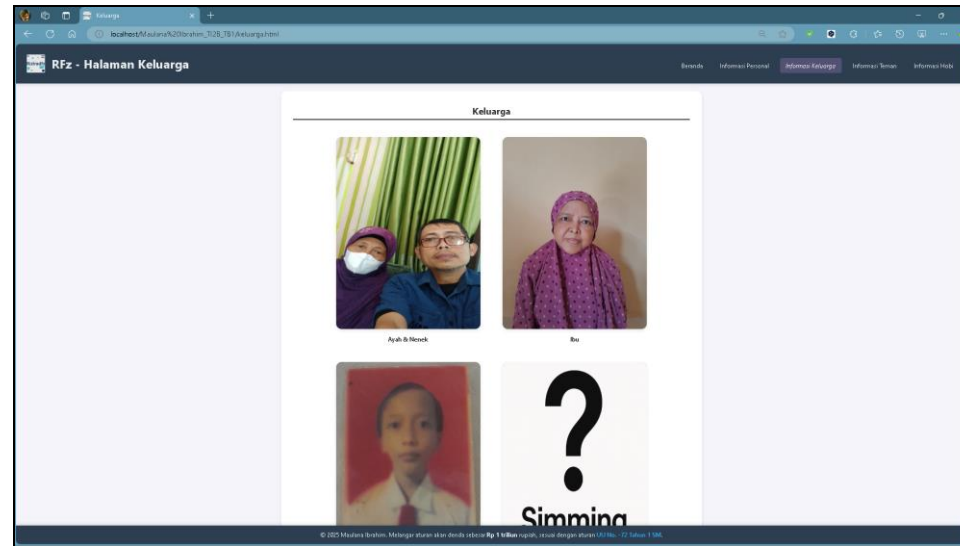 Keluarga
localhost/Maulana%20Ibrahim_TI2B_TB1/keluarga.html
RFz - Halaman Keluarga
Beranda
Informasi Personal
Informasi Keluarga
Informasi Teman
Informasi Hobi
Keluarga
Ayah & Nenek
Ibu
?
Simming
© 2025 Maulana Ibrahim. Melangar aturan akan denda sebesar Rp 1 triliun rupiah, sesuai dengan aturan UU No. -72 Tahun 1 SM.